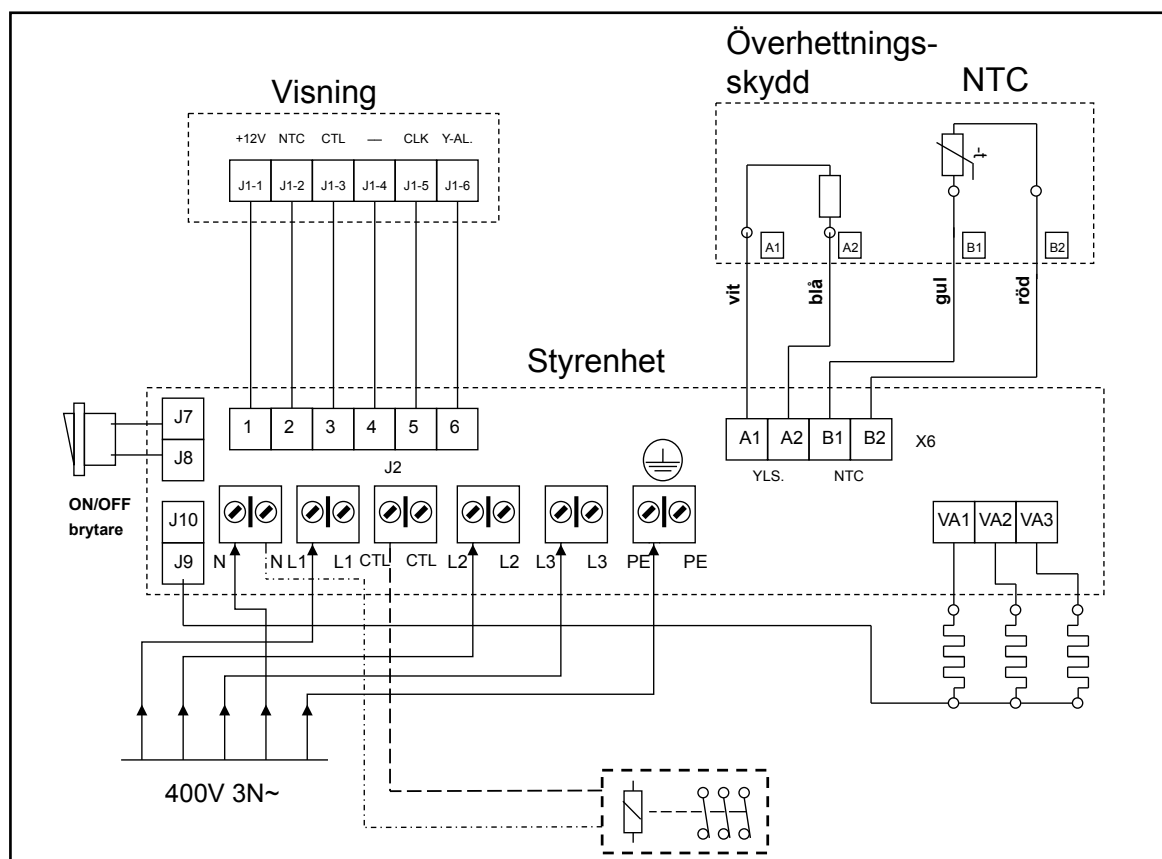 Överhettnings-
skydd
NTC
Visning
+12V NTC CTL — CLK Y-AL.
J1-1 J1-2 J1-3 J1-4 J1-5 J1-6
-t
A1 A2 B1 B2
vit blå gul röd
Styrenhet
J7
J8
1 2 3 4 5 6
J2
A1 A2 B1 B2 X6
YLS. NTC
ON/OFF
brytare
J10
J9
N N L1 L1 CTL CTL L2 L2 L3 L3 PE PE
VA1 VA2 VA3
400V 3N~